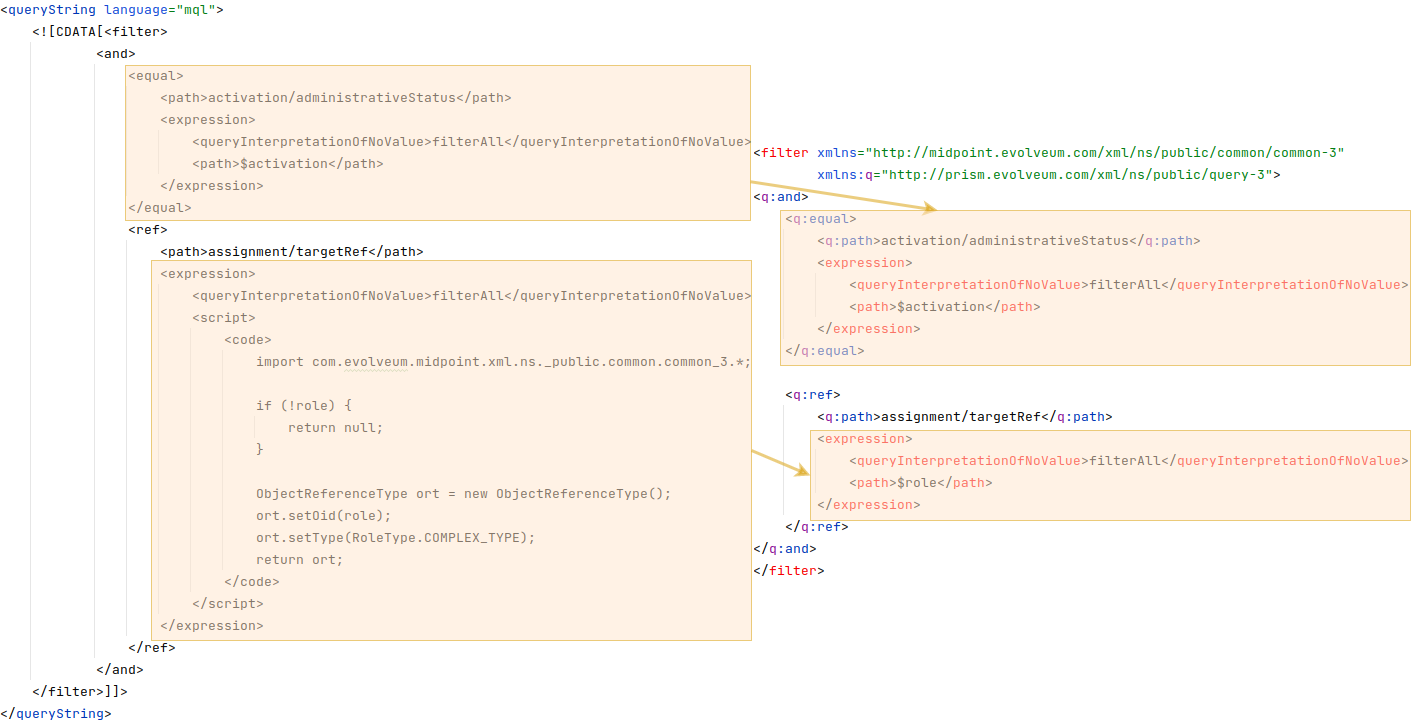 <queryString language="mql">
<![CDATA[<filter>
<and>
<equal>
<path>activation/administrativeStatus</path>
<expression>
<queryInterpretationOfNoValue>filterAll</queryInterpretationOfNoValue>
<path>$activation</path>
</expression>
</equal>
<ref>
<path>assignment/targetRef</path>
<expression>
<queryInterpretationOfNoValue>filterAll</queryInterpretationOfNoValue>
<script>
<code>
import com.evolveum.midpoint.xml.ns._public.common.common_3.*;
if (!role) {
return null;
}
ObjectReferenceType ort = new ObjectReferenceType();
ort.setOid(role);
ort.setType(RoleType.COMPLEX_TYPE);
return ort;
</code>
</script>
</expression>
</ref>
</and>
</filter>]]>
</queryString>
<filter xmlns="http://midpoint.evolveum.com/xml/ns/public/common/common-3"
xmlns:q="http://prism.evolveum.com/xml/ns/public/query-3">
<q:and>
<q:equal>
<q:path>activation/administrativeStatus</q:path>
<expression>
<queryInterpretationOfNoValue>filterAll</queryInterpretationOfNoValue>
<path>$activation</path>
</expression>
</q:equal>
<q:ref>
<q:path>assignment/targetRef</q:path>
<expression>
<queryInterpretationOfNoValue>filterAll</queryInterpretationOfNoValue>
<path>$role</path>
</expression>
</q:ref>
</q:and>
</filter>